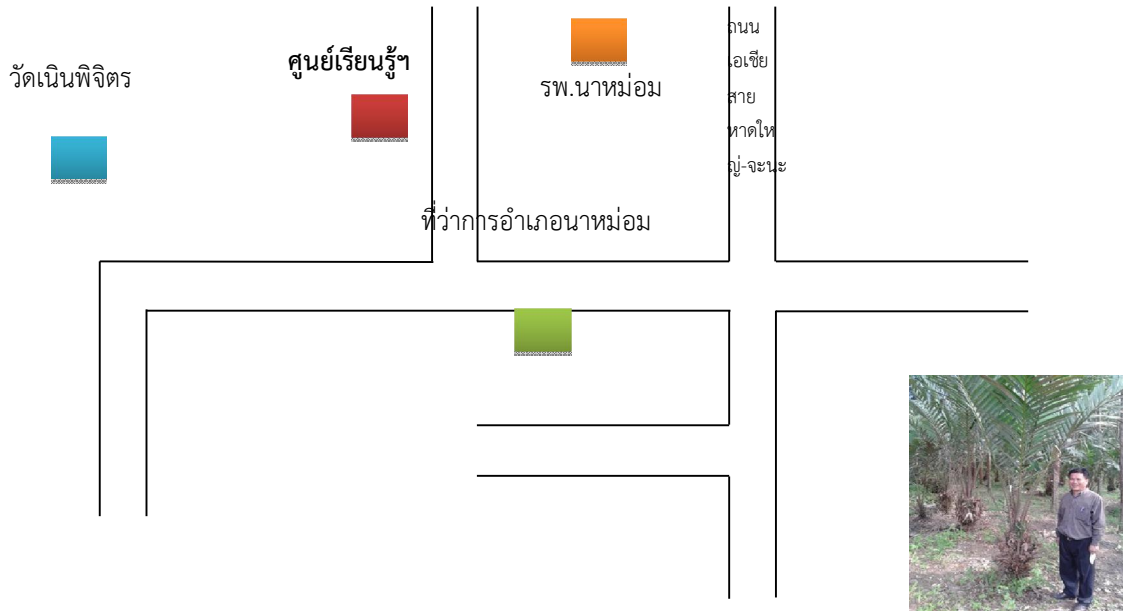 วัดเนินพิจิตร
ศูนย์เรียนรู้ฯ
รพ.นาหม่อม
ถนน
เอเชีย
สาย
หาดให
ญ่-จะนะ
ที่ว่าการอำเภอนาหม่อม